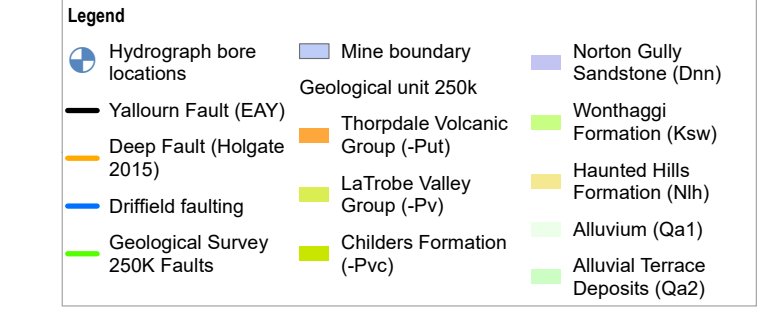 Legend
Hydrograph bore
locations
Yallourn Fault (EAY)
Deep Fault (Holgate
2015)
Driffield faulting
Geological Survey
250K Faults
Mine boundary
Geological unit 250k
Thorpdale Volcanic
Group (-Put)
LaTrobe Valley
Group (-Pv)
Childers Formation
(-Pvc)
Norton Gully
Sandstone (Dnn)
Wonthaggi
Formation (Ksw)
Haunted Hills
Formation (Nlh)
Alluvium (Qa1)
Alluvial Terrace
Deposits (Qa2)